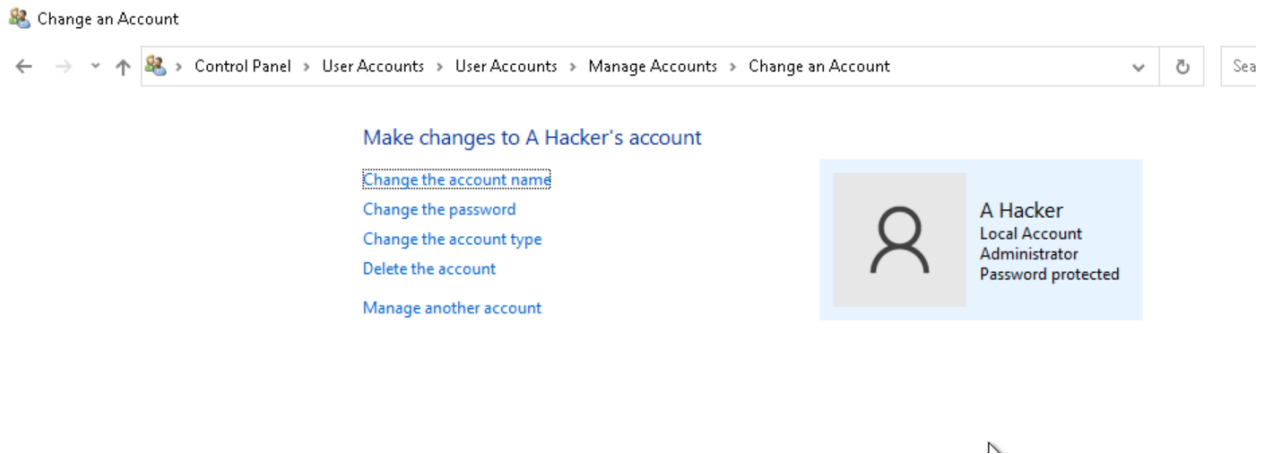 Change an Account
Control Panel > User Accounts > User Accounts > Manage Accounts > Change an Account
Sea
Make changes to A Hacker's account
Change the account name
Change the password
Change the account type
Delete the account
Manage another account
A Hacker
Local Account
Administrator
Password protected